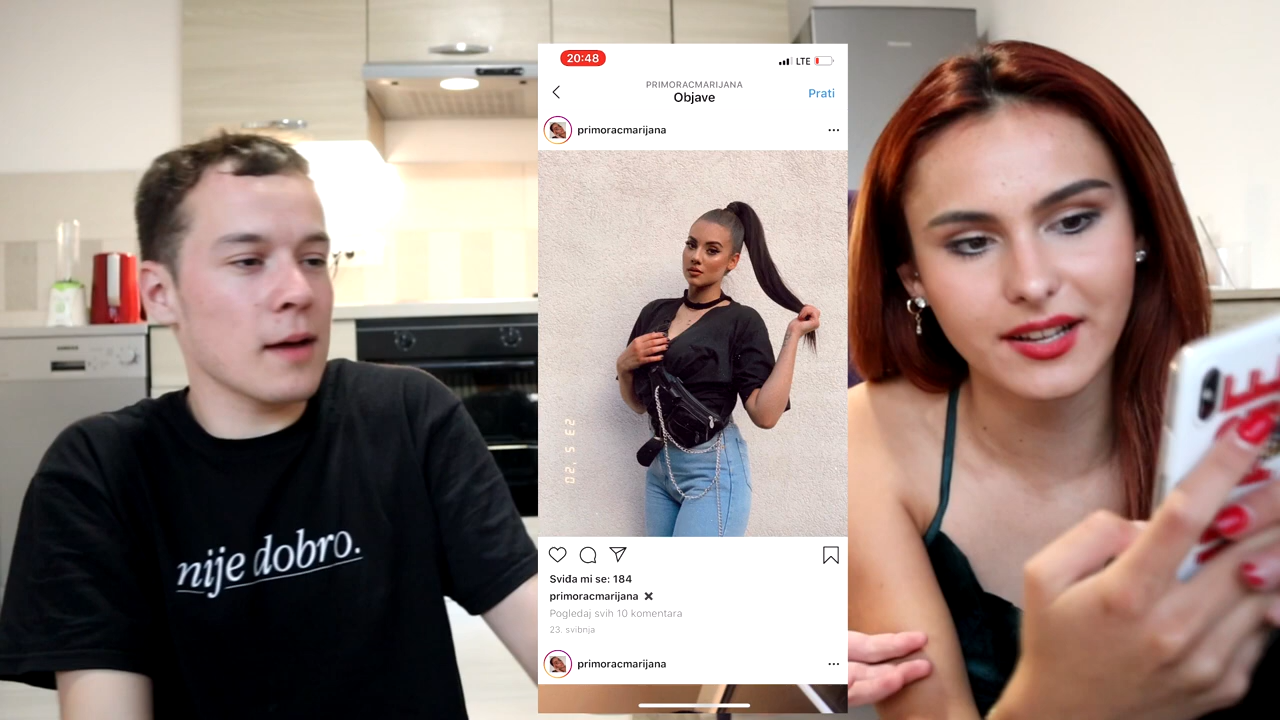 20:48
LTE
PRIMORACMARIJANA
Objave
Prati
primoracmarijana
23 5 '20
Sviđa mi se: 184
primoracmarijana ✖
Pogledaj svih 10 komentara
23. svibnja
primoracmarijana
nije dobro.